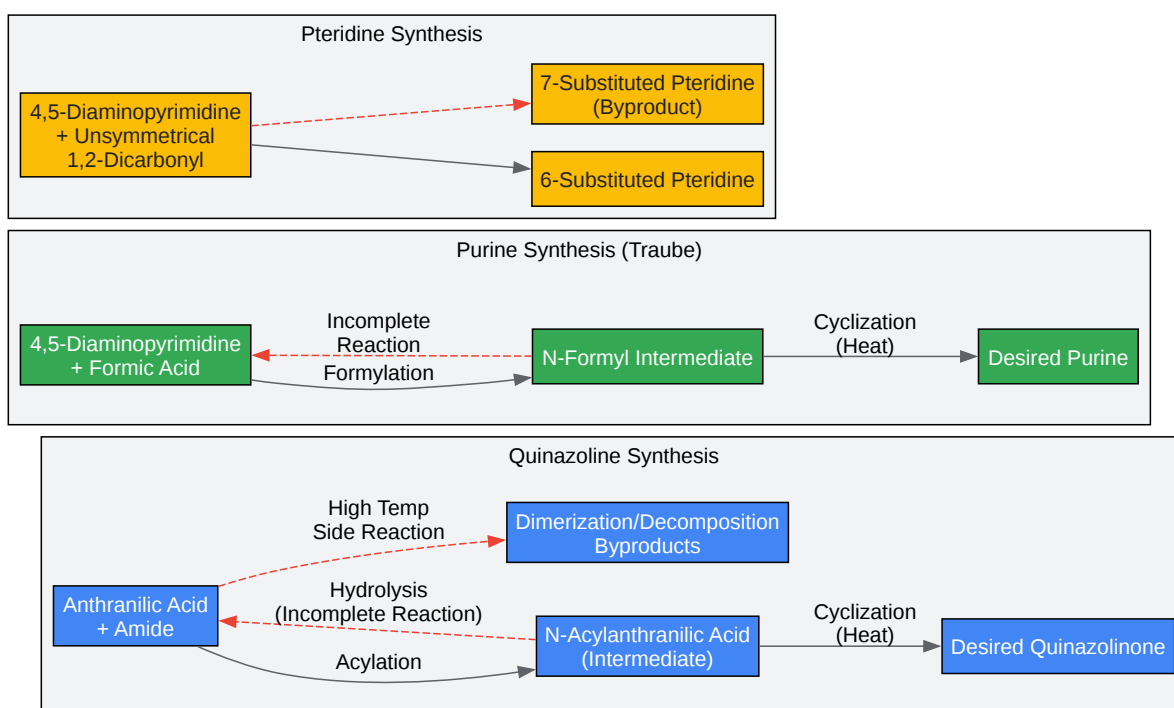 Pteridine Synthesis
4,5-Diaminopyrimidine
+ Unsymmetrical
1,2-Dicarbonyl
7-Substituted Pteridine
(Byproduct)
6-Substituted Pteridine
Purine Synthesis (Traube)
4,5-Diaminopyrimidine
+ Formic Acid
Incomplete
Reaction
Formylation
N-Formyl Intermediate
Cyclization
(Heat)
Desired Purine
Quinazoline Synthesis
High Temp
Side Reaction
Dimerization/Decomposition
Byproducts
Anthranilic Acid
+ Amide
Hydrolysis
(Incomplete Reaction)
Acylation
N-Acylanthranilic Acid
(Intermediate)
Cyclization
(Heat)
Desired Quinazolinone